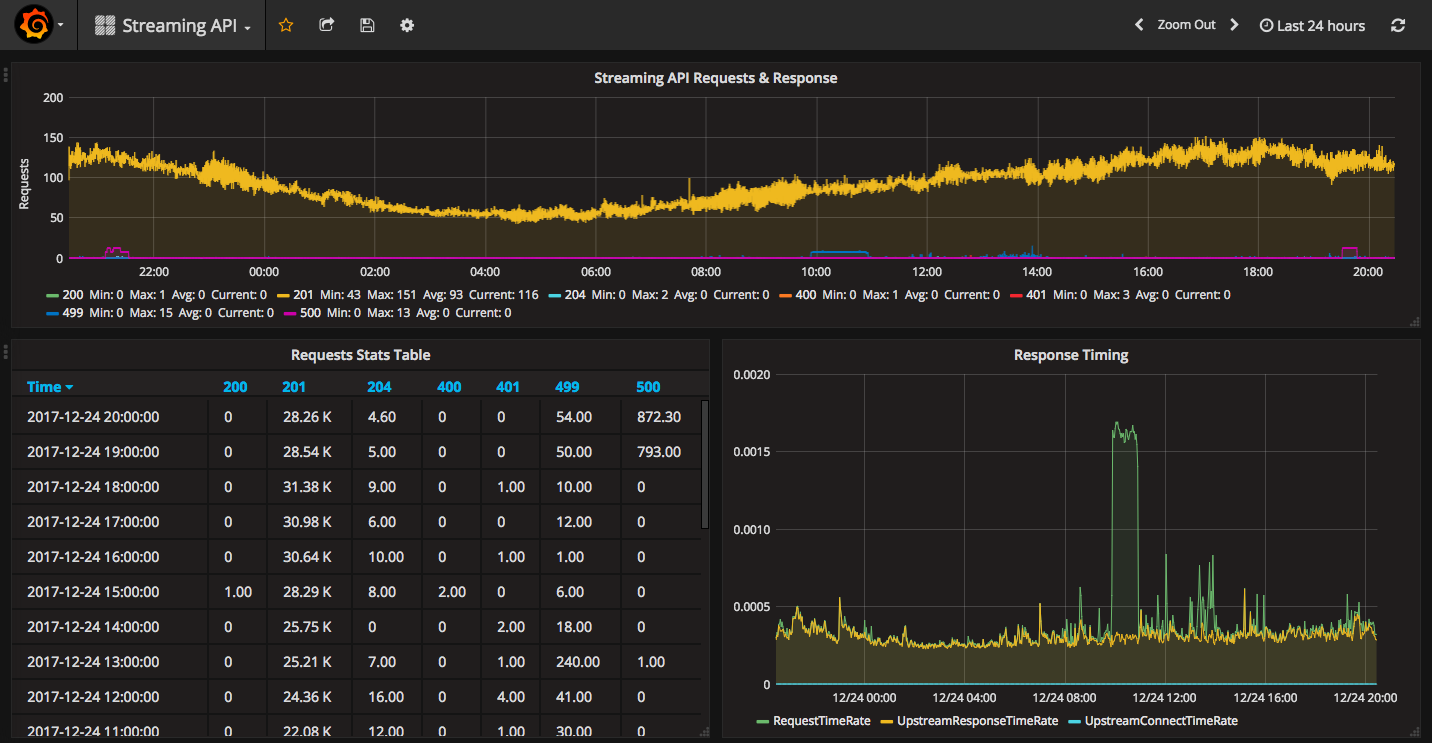 Streaming API
Zoom Out
Last 24 hours
Streaming API Requests & Response
Requests
200
150
100
50
0
22:00 00:00 02:00 04:00 06:00 08:00 10:00 12:00 14:00 16:00 18:00 20:00
200 Min: 0 Max: 1 Avg: 0 Current: 0 201 Min: 43 Max: 151 Avg: 93 Current: 116 204 Min: 0 Max: 2 Avg: 0 Current: 0 400 Min: 0 Max: 1 Avg: 0 Current: 0 401 Min: 0 Max: 3 Avg: 0 Current: 0
499 Min: 0 Max: 15 Avg: 0 Current: 0 500 Min: 0 Max: 13 Avg: 0 Current: 0
Requests Stats Table
Time 200 201 204 400 401 499 500
2017-12-24 20:00:00 0 28.26 K 4.60 0 0 54.00 872.30
2017-12-24 19:00:00 0 28.54 K 5.00 0 0 50.00 793.00
2017-12-24 18:00:00 0 31.38 K 9.00 0 1.00 10.00 0
2017-12-24 17:00:00 0 30.98 K 6.00 0 0 12.00 0
2017-12-24 16:00:00 0 30.64 K 10.00 0 1.00 1.00 0
2017-12-24 15:00:00 1.00 28.29 K 8.00 2.00 0 6.00 0
2017-12-24 14:00:00 0 25.75 K 0 0 2.00 18.00 0
2017-12-24 13:00:00 0 25.21 K 7.00 0 1.00 240.00 1.00
2017-12-24 12:00:00 0 24.36 K 16.00 0 4.00 41.00 0
2017-12-24 11:00:00 0 22.08 K 12.00 0 1.00 30.00 0
Response Timing
0.0020
0.0015
0.0010
0.0005
0
12/24 00:00 12/24 04:00 12/24 08:00 12/24 12:00 12/24 16:00 12/24 20:00
RequestTimeRate UpstreamResponseTimeRate UpstreamConnectTimeRate